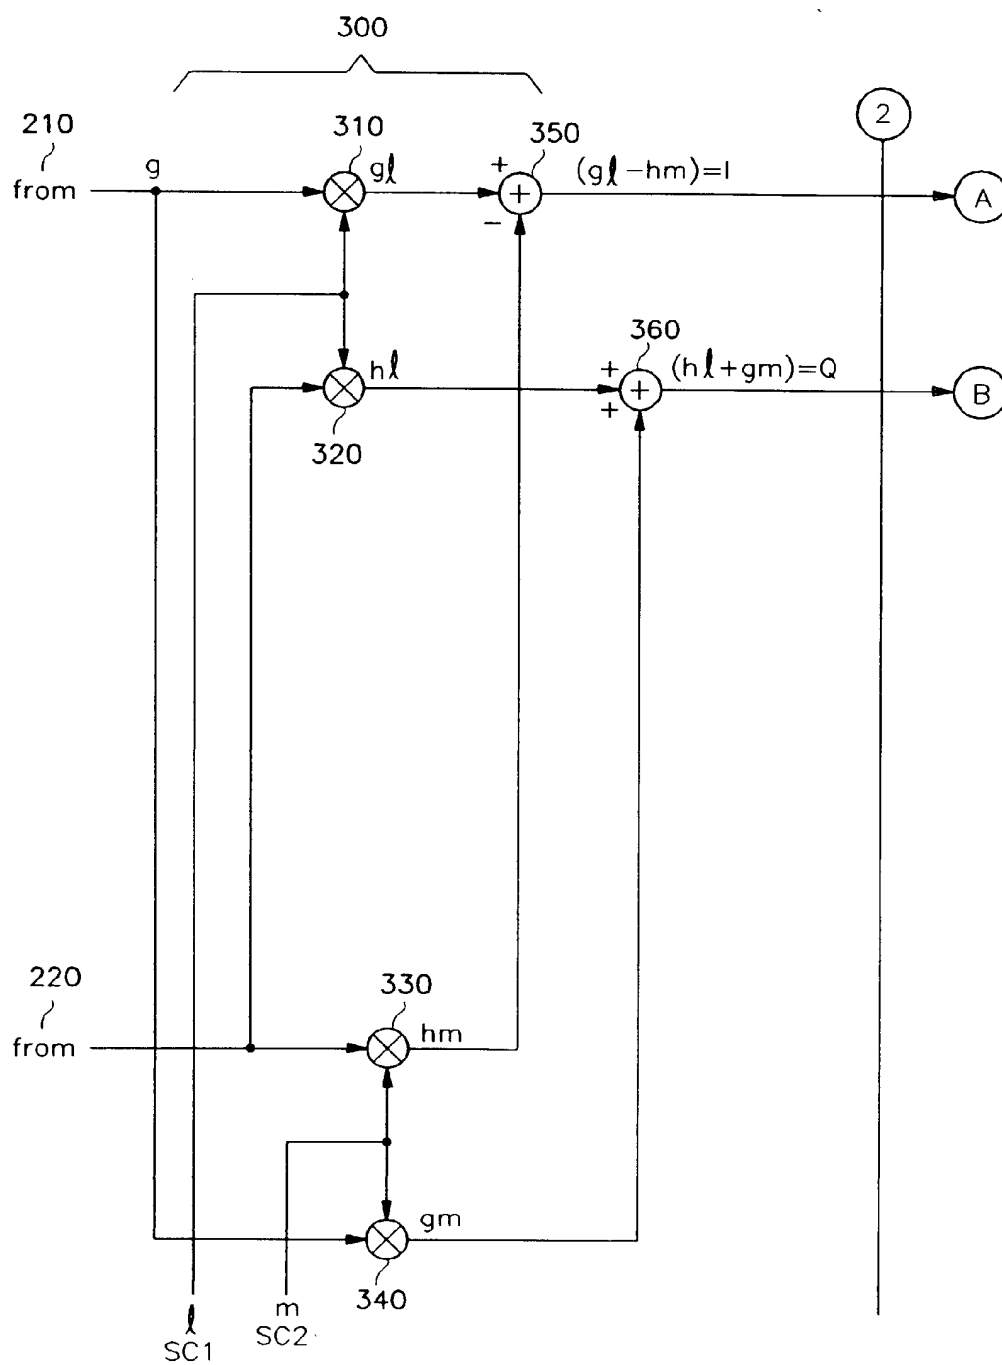 300
210
from
g
310
gℓ
+
−
+
350
(gℓ−hm)=I
2
A
320
hℓ
+
+
+
360
(hℓ+gm)=Q
B
220
from
330
hm
gm
340
ℓ
SC1
m
SC2